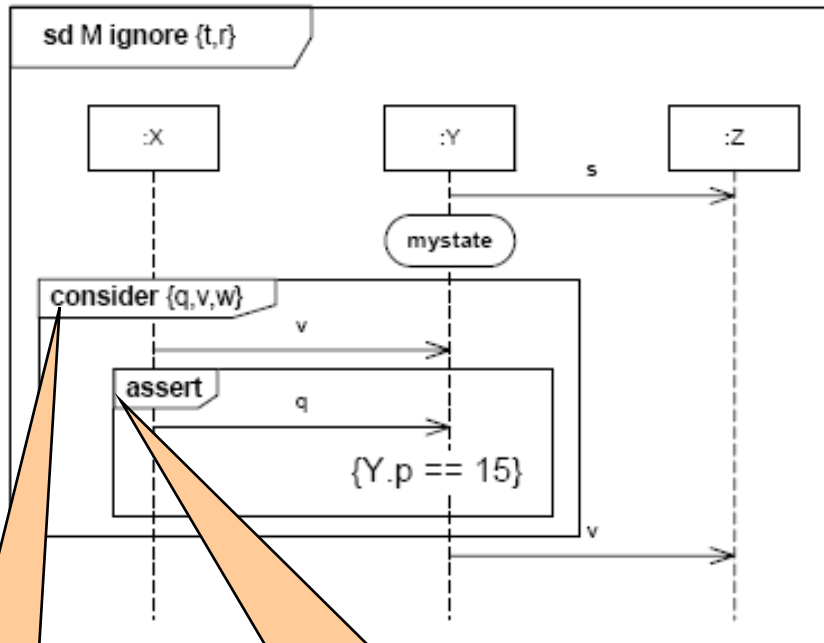 sd M ignore {t,r}
:X
:Y
:Z
s
mystate
consider {q,v,w}
v
assert
q
{Y.p == 15}
v